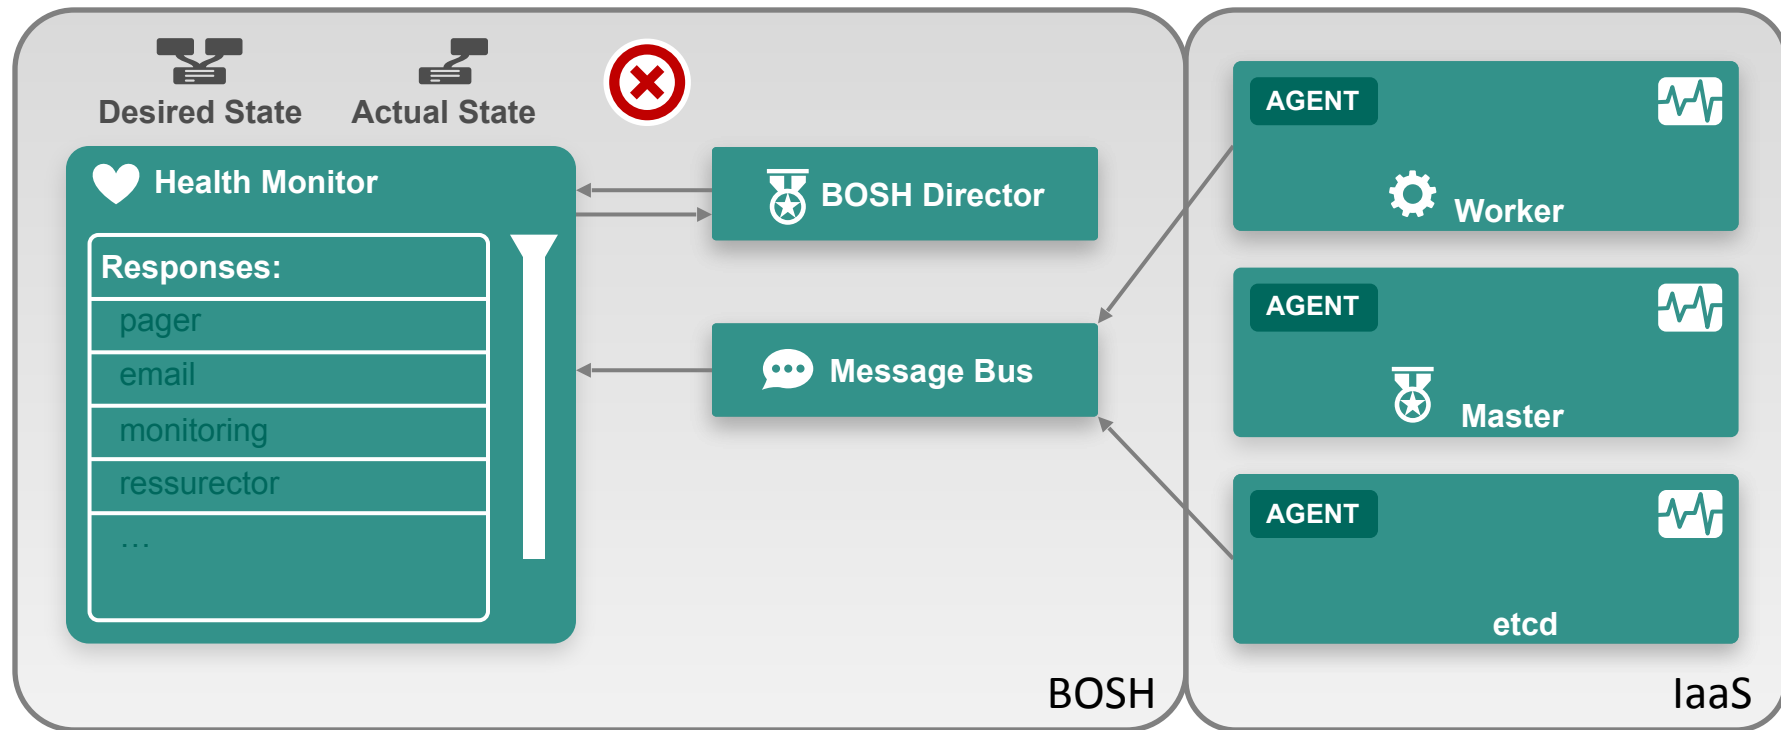 Desired State
Actual State
Health Monitor
Responses:
pager
email
monitoring
ressurector
...
BOSH Director
Message Bus
BOSH
AGENT
Worker
AGENT
Master
AGENT
etcd
IaaS